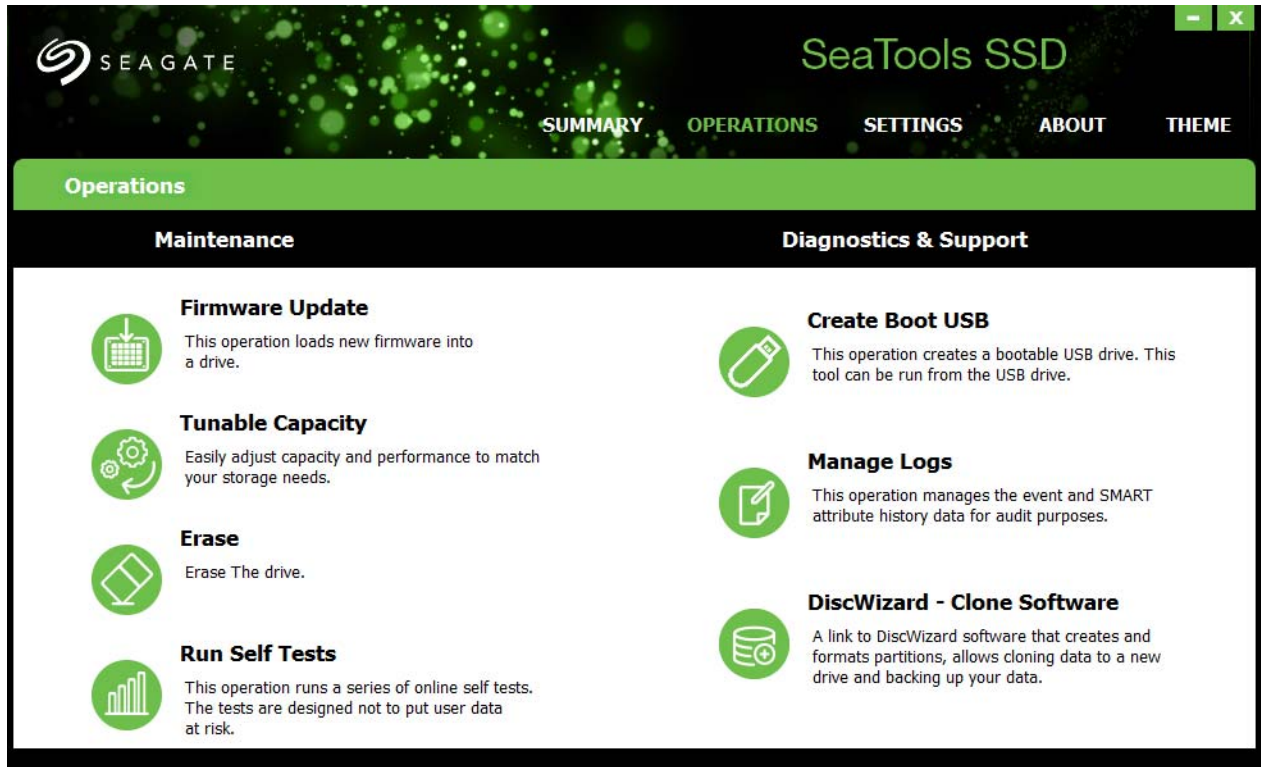 SEAGATE
SeaTools SSD
- X
SUMMARY OPERATIONS SETTINGS ABOUT THEME
Operations
Maintenance
Firmware Update
This operation loads new firmware into
a drive.
Tunable Capacity
Easily adjust capacity and performance to match
your storage needs.
Erase
Erase The drive.
Run Self Tests
This operation runs a series of online self tests.
The tests are designed not to put user data
at risk.
Diagnostics & Support
Create Boot USB
This operation creates a bootable USB drive. This
tool can be run from the USB drive.
Manage Logs
This operation manages the event and SMART
attribute history data for audit purposes.
DiscWizard - Clone Software
A link to DiscWizard software that creates and
formats partitions, allows cloning data to a new
drive and backing up your data.